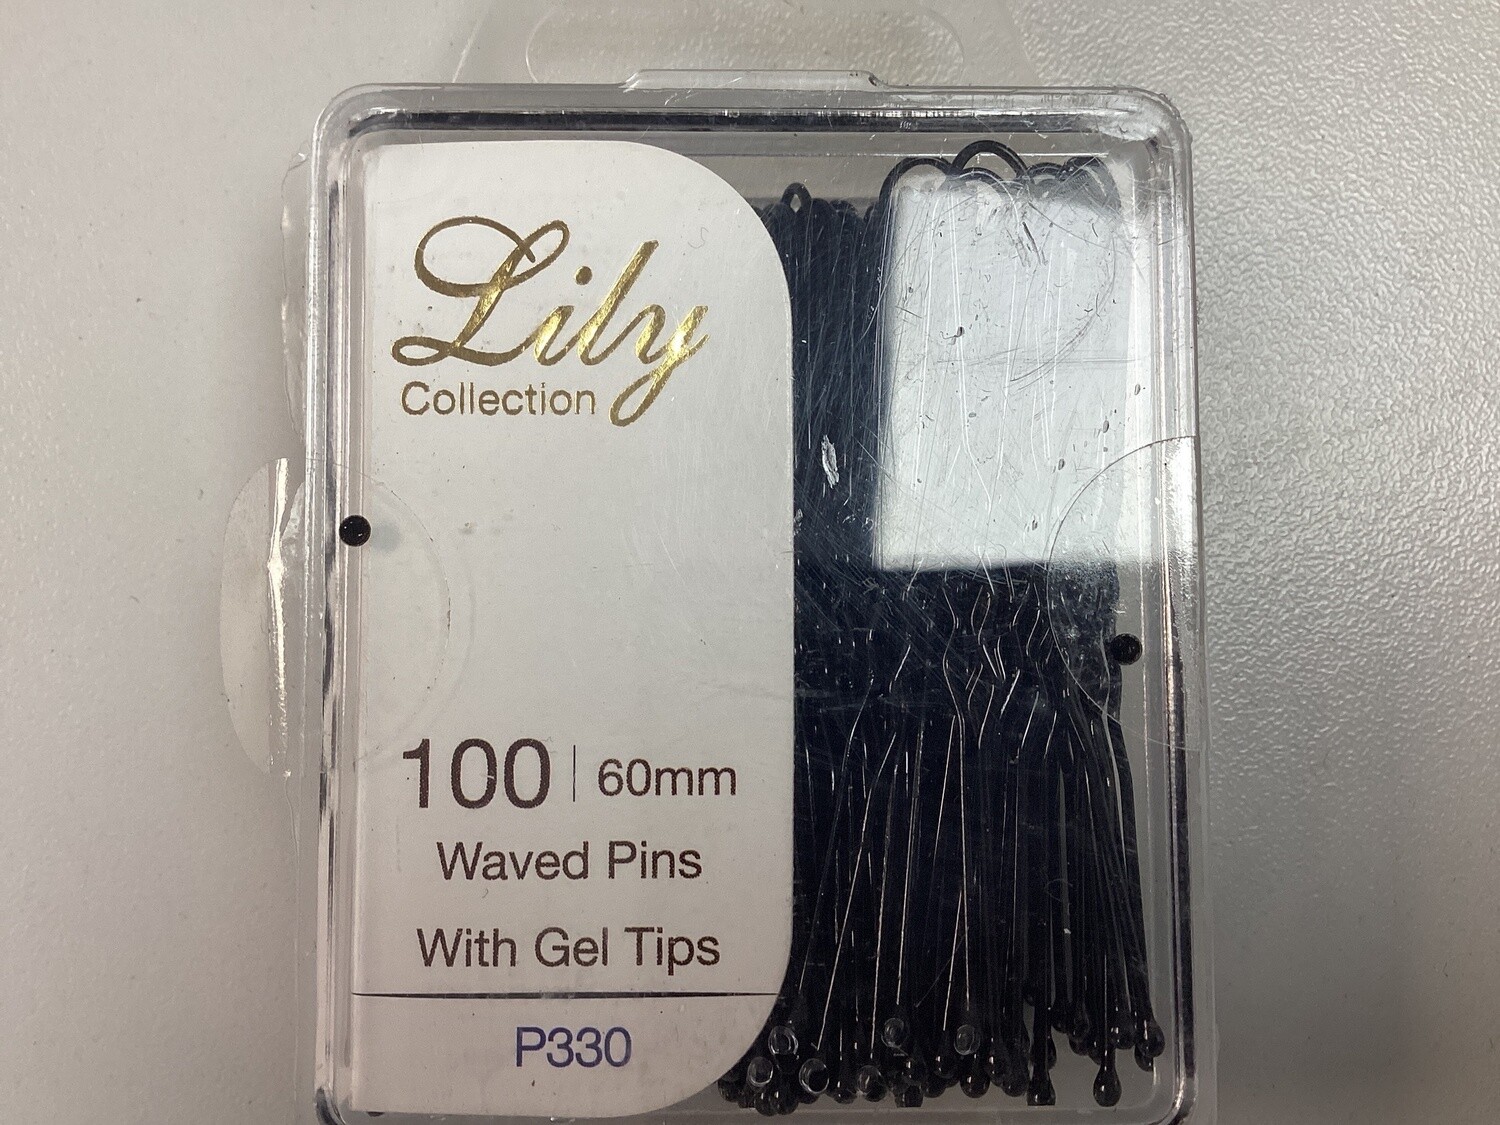 Lily
Collection
100 | 60mm
Waved Pins
With Gel Tips
P330